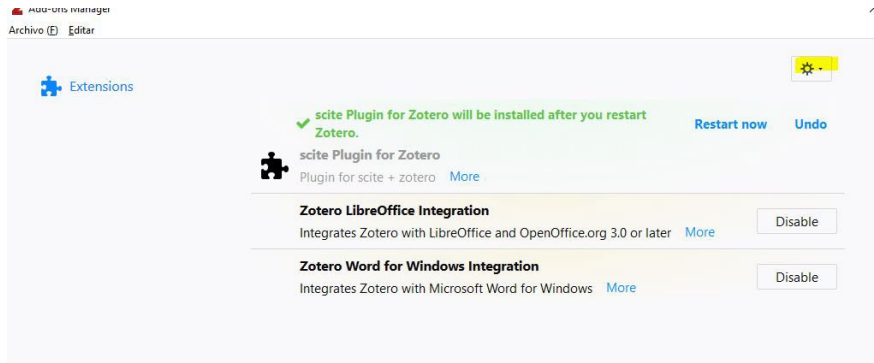 Add-ons Manager
Archivo (F) Editar
Extensions
scite Plugin for Zotero will be installed after you restart
Zotero.
Restart now Undo
scite Plugin for Zotero
Plugin for scite + zotero More
Zotero LibreOffice Integration
Integrates Zotero with LibreOffice and OpenOffice.org 3.0 or later More
Disable
Zotero Word for Windows Integration
Integrates Zotero with Microsoft Word for Windows More
Disable